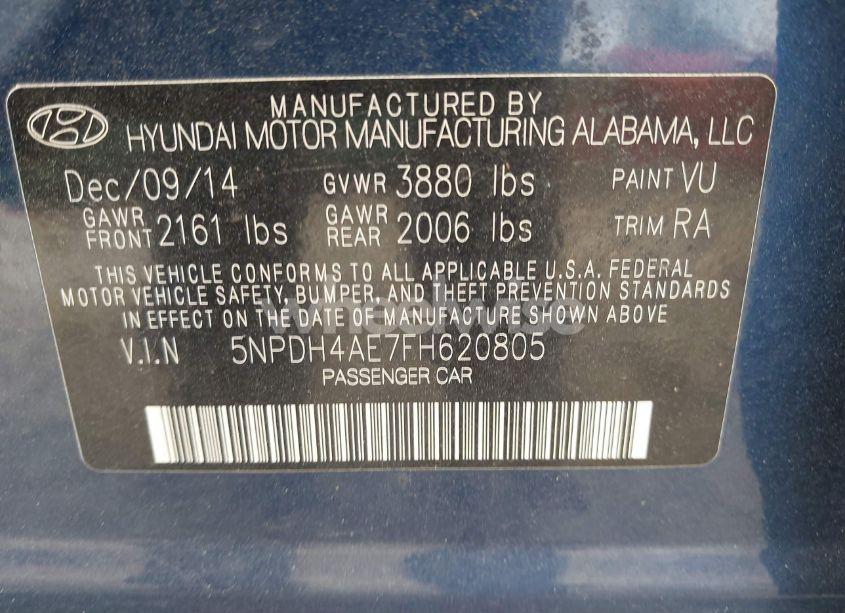 MANUFACTURED BY
HYUNDAI MOTOR MANUFACTURING ALABAMA, LLC
Dec/09/14 GVWR 3880 lbs PAINT VU
GAWR FRONT 2161 lbs GAWR REAR 2006 lbs TRIM RA
THIS VEHICLE CONFORMS TO ALL APPLICABLE U.S.A. FEDERAL
MOTOR VEHICLE SAFETY, BUMPER, AND THEFT PREVENTION STANDARDS
IN EFFECT ON THE DATE OF MANUFACTURE SHOWN ABOVE
V.I.N 5NPDH4AE7FH620805
PASSENGER CAR